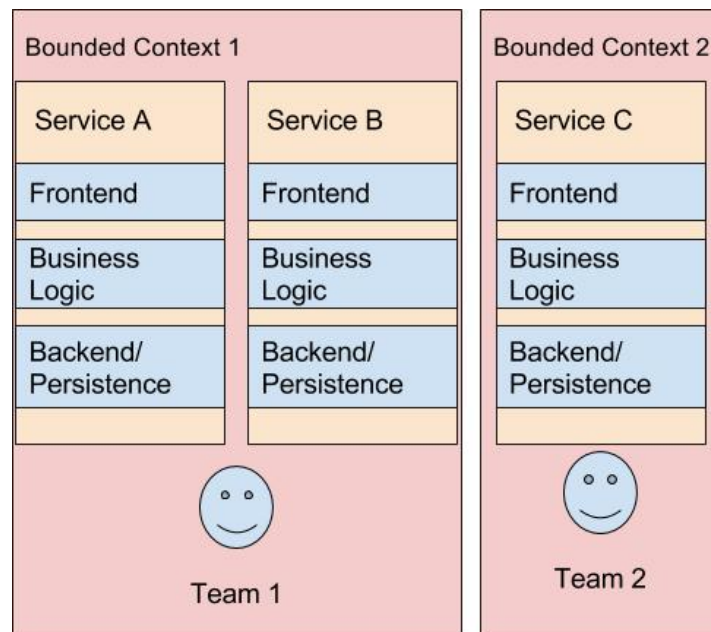 Bounded Context 1
Service A
Frontend
Business
Logic
Backend/
Persistence
Service B
Frontend
Business
Logic
Backend/
Persistence
Team 1
Bounded Context 2
Service C
Frontend
Business
Logic
Backend/
Persistence
Team 2